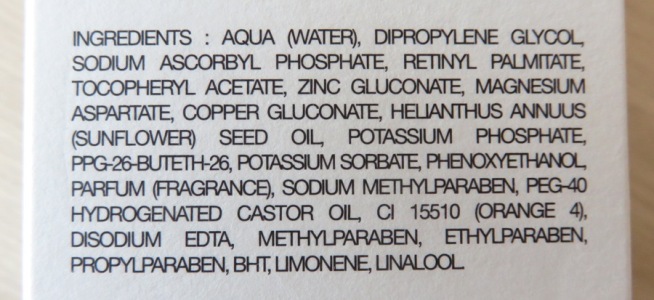 INGREDIENTS : AQUA (WATER), DIPROPYLENE GLYCOL,
SODIUM ASCORBYL PHOSPHATE, RETINYL PALMITATE,
TOCOPHERYL ACETATE, ZINC GLUCONATE, MAGNESIUM
ASPARTATE, COPPER GLUCONATE, HELIANTHUS ANNUUS
(SUNFLOWER) SEED OIL, POTASSIUM PHOSPHATE,
PPG-26-BUTETH-26, POTASSIUM SORBATE, PHENOXYETHANOL,
PARFUM (FRAGRANCE), SODIUM METHYLPARABEN, PEG-40
HYDROGENATED CASTOR OIL, CI 15510 (ORANGE 4),
DISODIUM EDTA, METHYLPARABEN, ETHYLPARABEN,
PROPYLPARABEN, BHT, LIMONENE, LINALOOL.